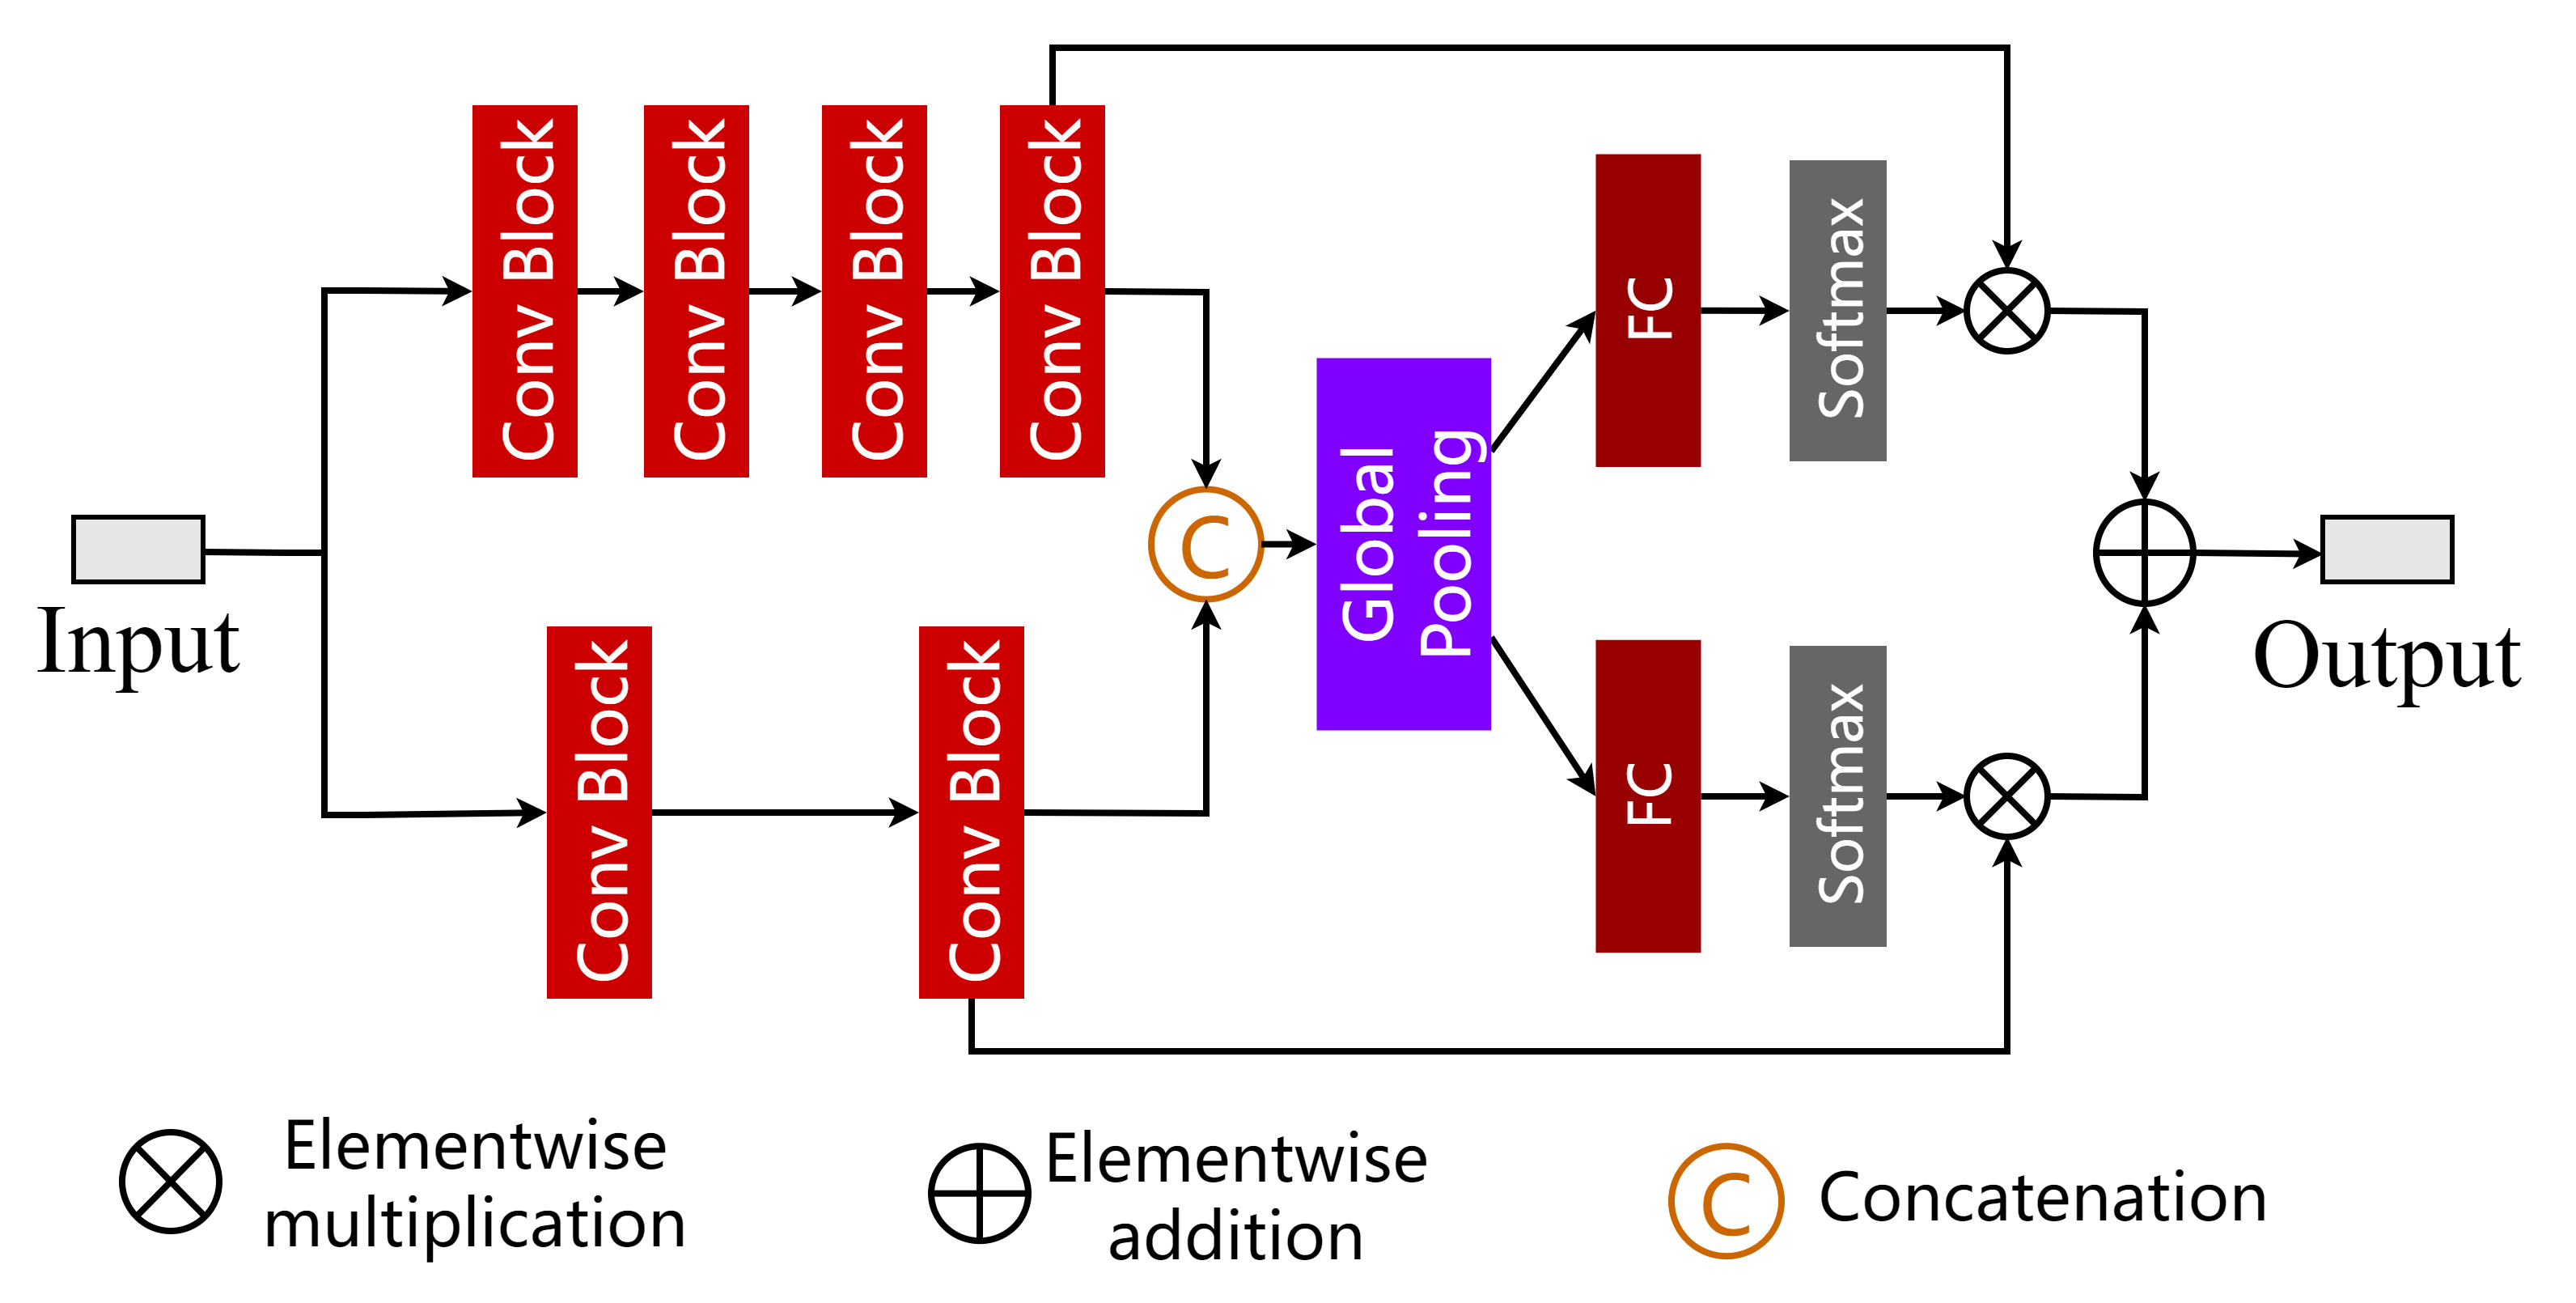 Conv Block
Conv Block
Conv Block
Conv Block
Input
Conv Block
Conv Block
C
Global
Pooling
FC
Softmax
FC
Softmax
Output
Elementwise
multiplication
Elementwise
addition
C
Concatenation